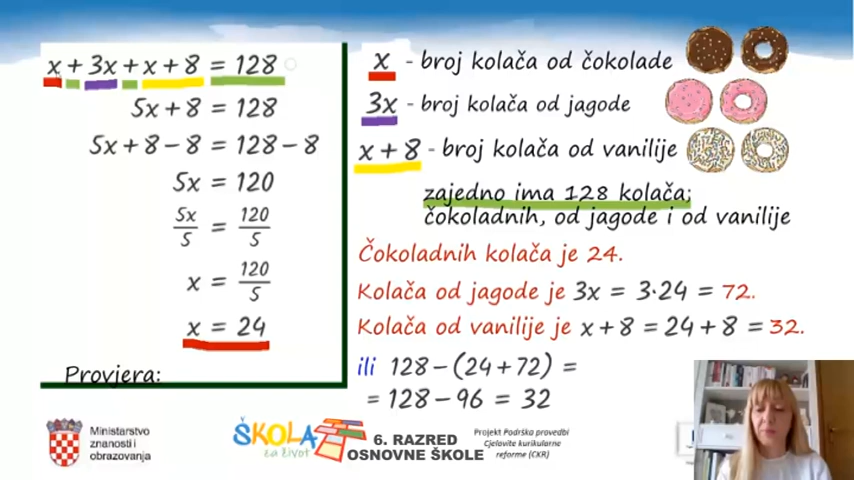 x + 3x + x + 8 = 128
5x + 8 = 128
5x + 8 − 8 = 128 − 8
5x = 120
5x/5 = 120/5
x = 120/5
x = 24
Provjera:
x - broj kolača od čokolade
3x - broj kolača od jagode
x + 8 - broj kolača od vanilije
zajedno ima 128 kolača;
čokoladnih, od jagode i od vanilije
Čokoladnih kolača je 24.
Kolača od jagode je 3x = 3·24 = 72.
Kolača od vanilije je x + 8 = 24 + 8 = 32.
ili 128 − (24 + 72) =
= 128 − 96 = 32
Ministarstvo
znanosti i
obrazovanja
ŠKOLA
za život
6. RAZRED
OSNOVNE ŠKOLE
Projekt Podrška provedbi
Cjelovite kurikularne
reforme (CKR)